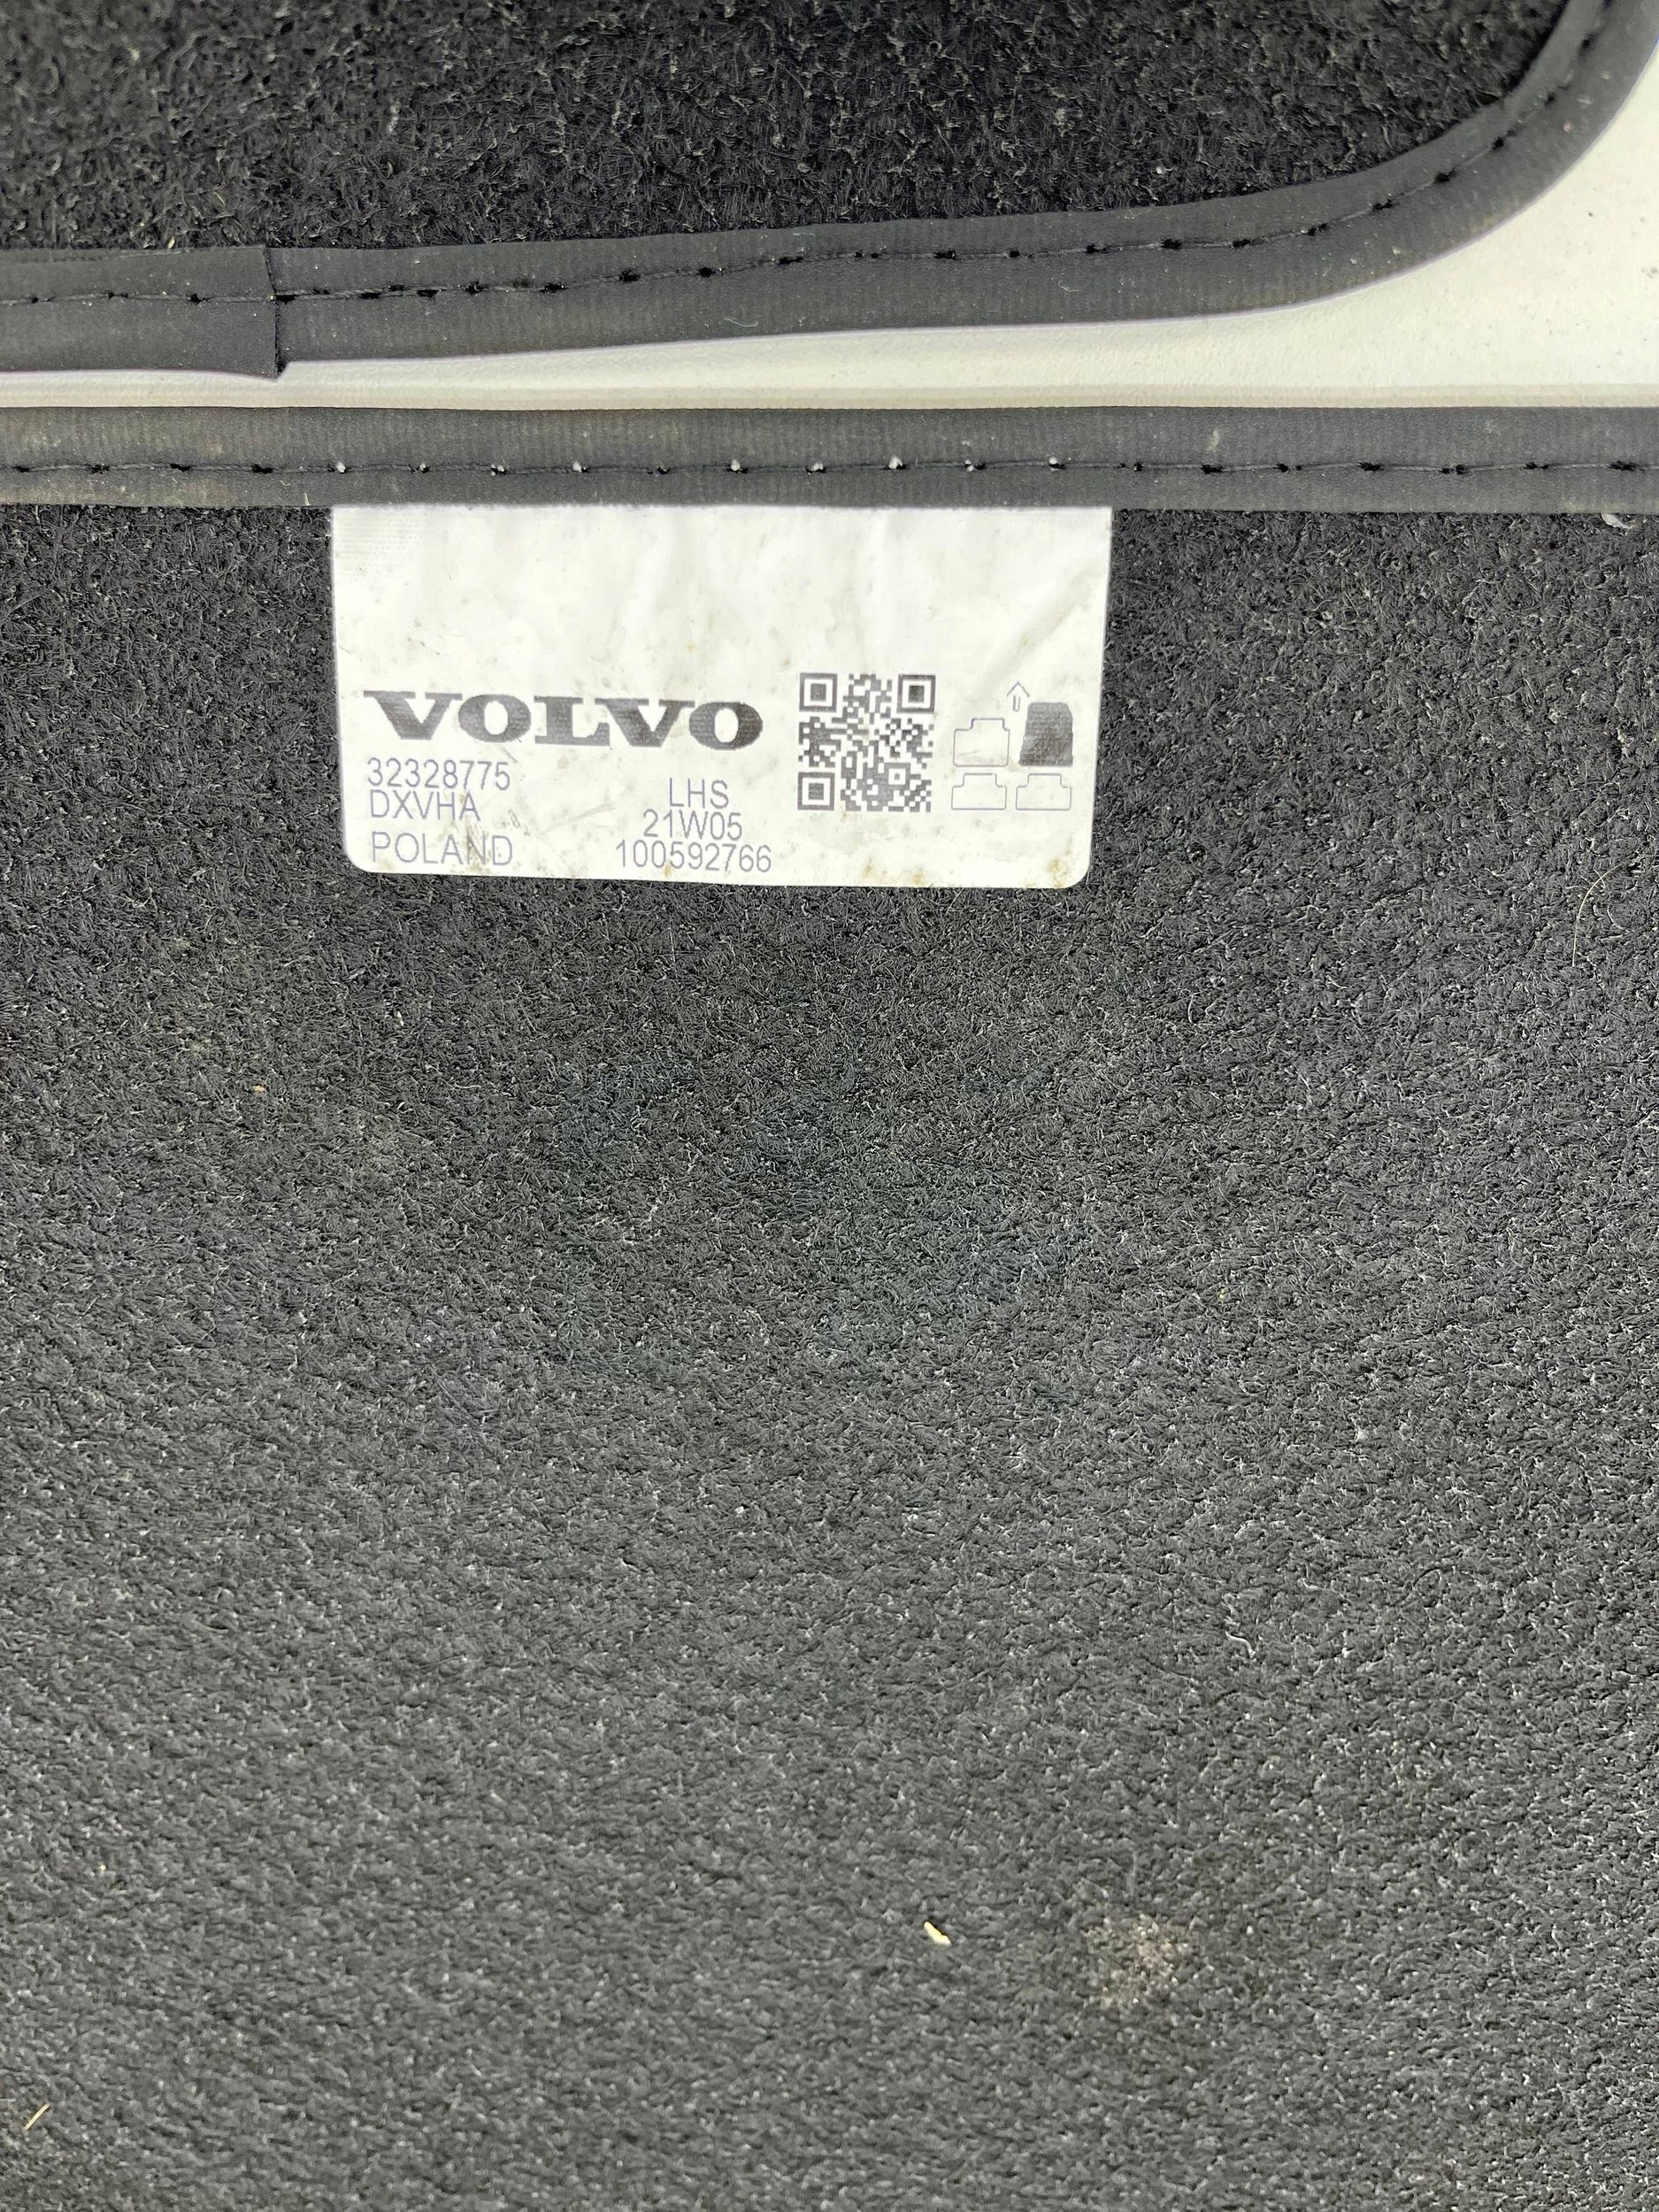 VOLVO
32328775
DXVHA
POLAND
LHS
21W05
100592766